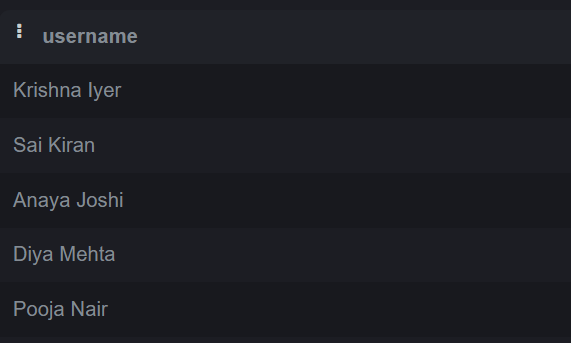 username
Krishna Iyer
Sai Kiran
Anaya Joshi
Diya Mehta
Pooja Nair